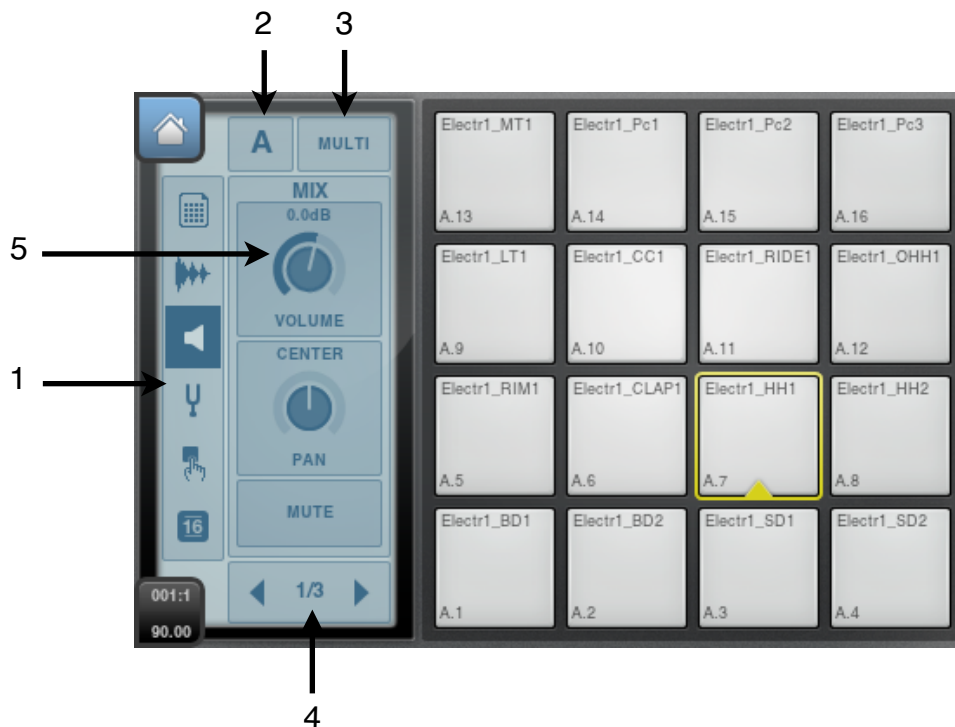 2 3
A MULTI
MIX
0.0dB
VOLUME
CENTER
PAN
MUTE
16
1/3
001:1
90.00
5
1
4
Electr1_MT1 Electr1_Pc1 Electr1_Pc2 Electr1_Pc3
A.13 A.14 A.15 A.16
Electr1_LT1 Electr1_CC1 Electr1_RIDE1 Electr1_OHH1
A.9 A.10 A.11 A.12
Electr1_RIM1 Electr1_CLAP1 Electr1_HH1 Electr1_HH2
A.5 A.6 A.7 A.8
Electr1_BD1 Electr1_BD2 Electr1_SD1 Electr1_SD2
A.1 A.2 A.3 A.4